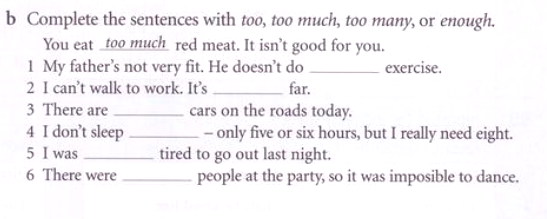 b Complete the sentences with too, too much, too many, or enough.
You eat too much red meat. It isn't good for you.
1 My father's not very fit. He doesn't do ________ exercise.
2 I can't walk to work. It's ________ far.
3 There are ________ cars on the roads today.
4 I don't sleep ________ – only five or six hours, but I really need eight.
5 I was ________ tired to go out last night.
6 There were ________ people at the party, so it was imposible to dance.